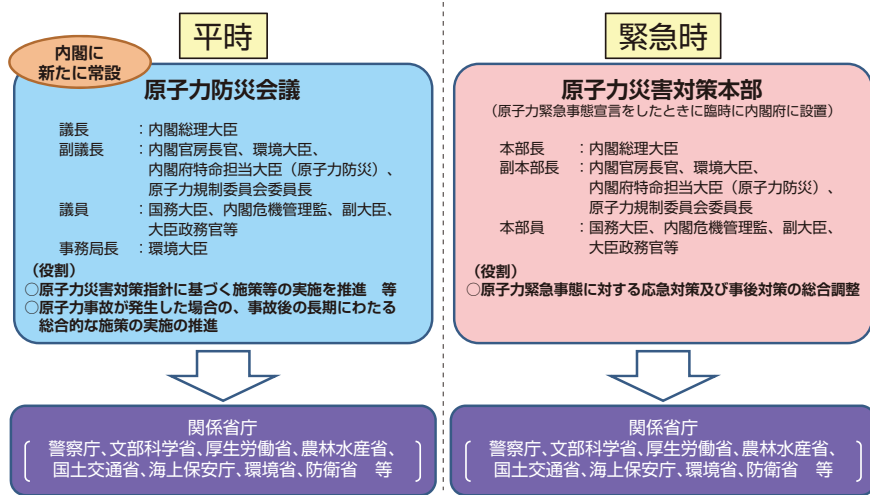 平時
内閣に
新たに常設
原子力防災会議
議長　：内閣総理大臣
副議長　：内閣官房長官、環境大臣、
内閣府特命担当大臣（原子力防災）、
原子力規制委員会委員長
議員　：国務大臣、内閣危機管理監、副大臣、
大臣政務官等
事務局長　：環境大臣
（役割）
○原子力災害対策指針に基づく施策等の実施を推進　等
○原子力事故が発生した場合の、事故後の長期にわたる
総合的な施策の実施の推進
関係省庁
警察庁、文部科学省、厚生労働省、農林水産省、
国土交通省、海上保安庁、環境省、防衛省　等
緊急時
原子力災害対策本部
（原子力緊急事態宣言をしたときに臨時に内閣府に設置）
本部長　：内閣総理大臣
副本部長　：内閣官房長官、環境大臣、
内閣府特命担当大臣（原子力防災）、
原子力規制委員会委員長
本部員　：国務大臣、内閣危機管理監、副大臣、
大臣政務官等
（役割）
○原子力緊急事態に対する応急対策及び事後対策の総合調整
関係省庁
警察庁、文部科学省、厚生労働省、農林水産省、
国土交通省、海上保安庁、環境省、防衛省　等